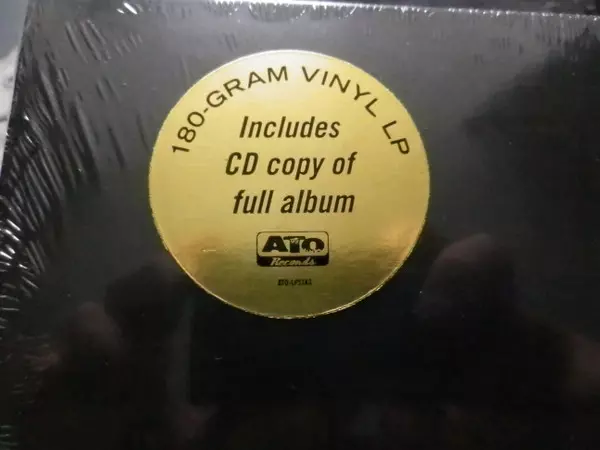 180-GRAM VINYL LP
Includes
CD copy of
full album
ATO
Records